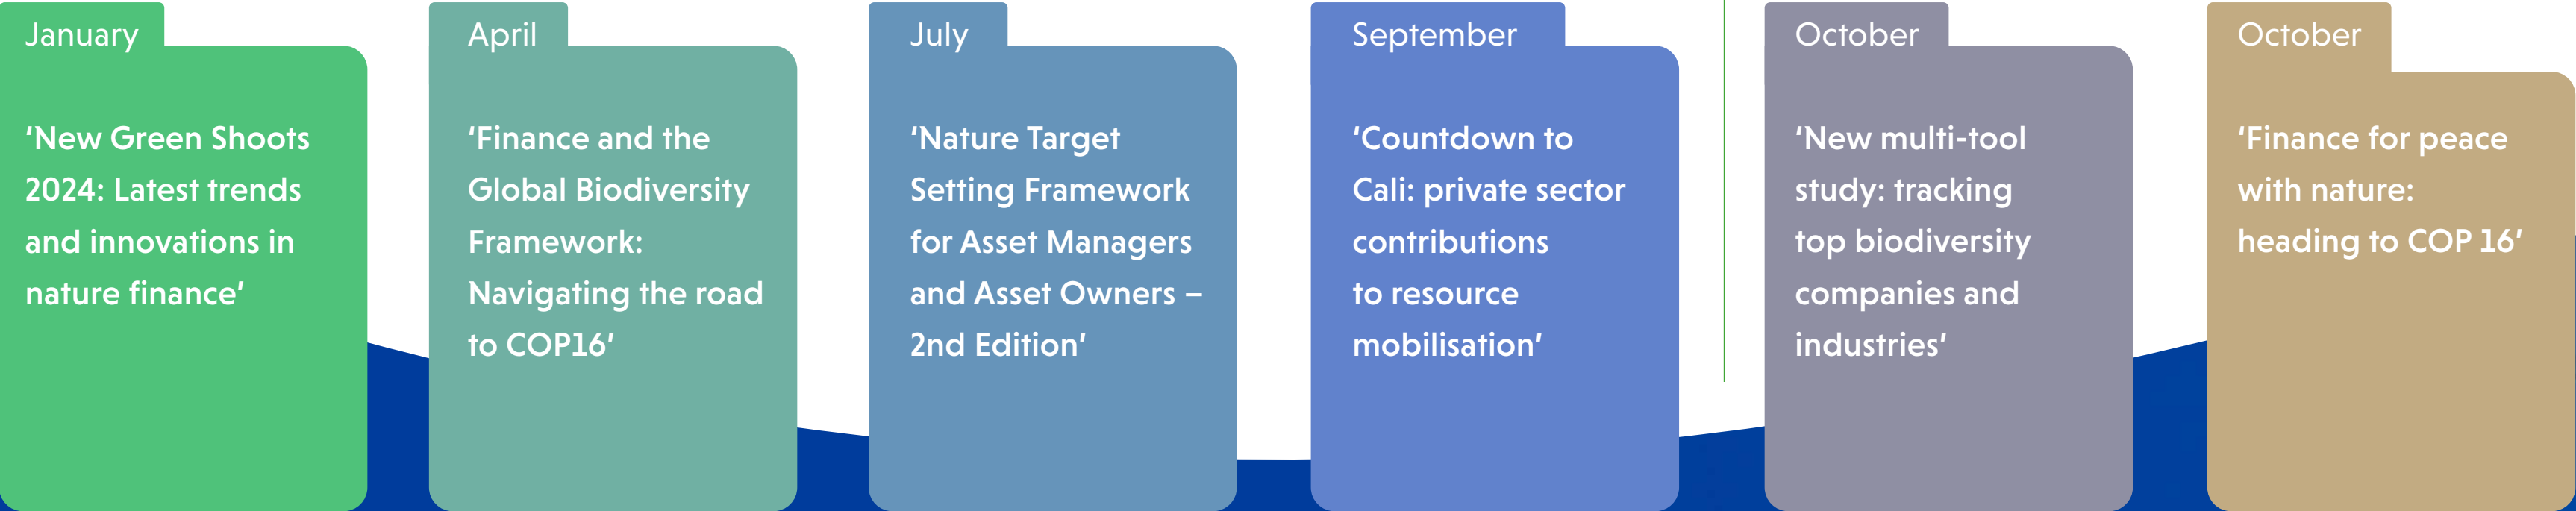 January
‘New Green Shoots
2024: Latest trends
and innovations in
nature finance’
April
‘Finance and the
Global Biodiversity
Framework:
Navigating the road
to COP16’
July
‘Nature Target
Setting Framework
for Asset Managers
and Asset Owners –
2nd Edition’
September
‘Countdown to
Cali: private sector
contributions
to resource
mobilisation’
October
‘New multi-tool
study: tracking
top biodiversity
companies and
industries’
October
‘Finance for peace
with nature:
heading to COP 16’